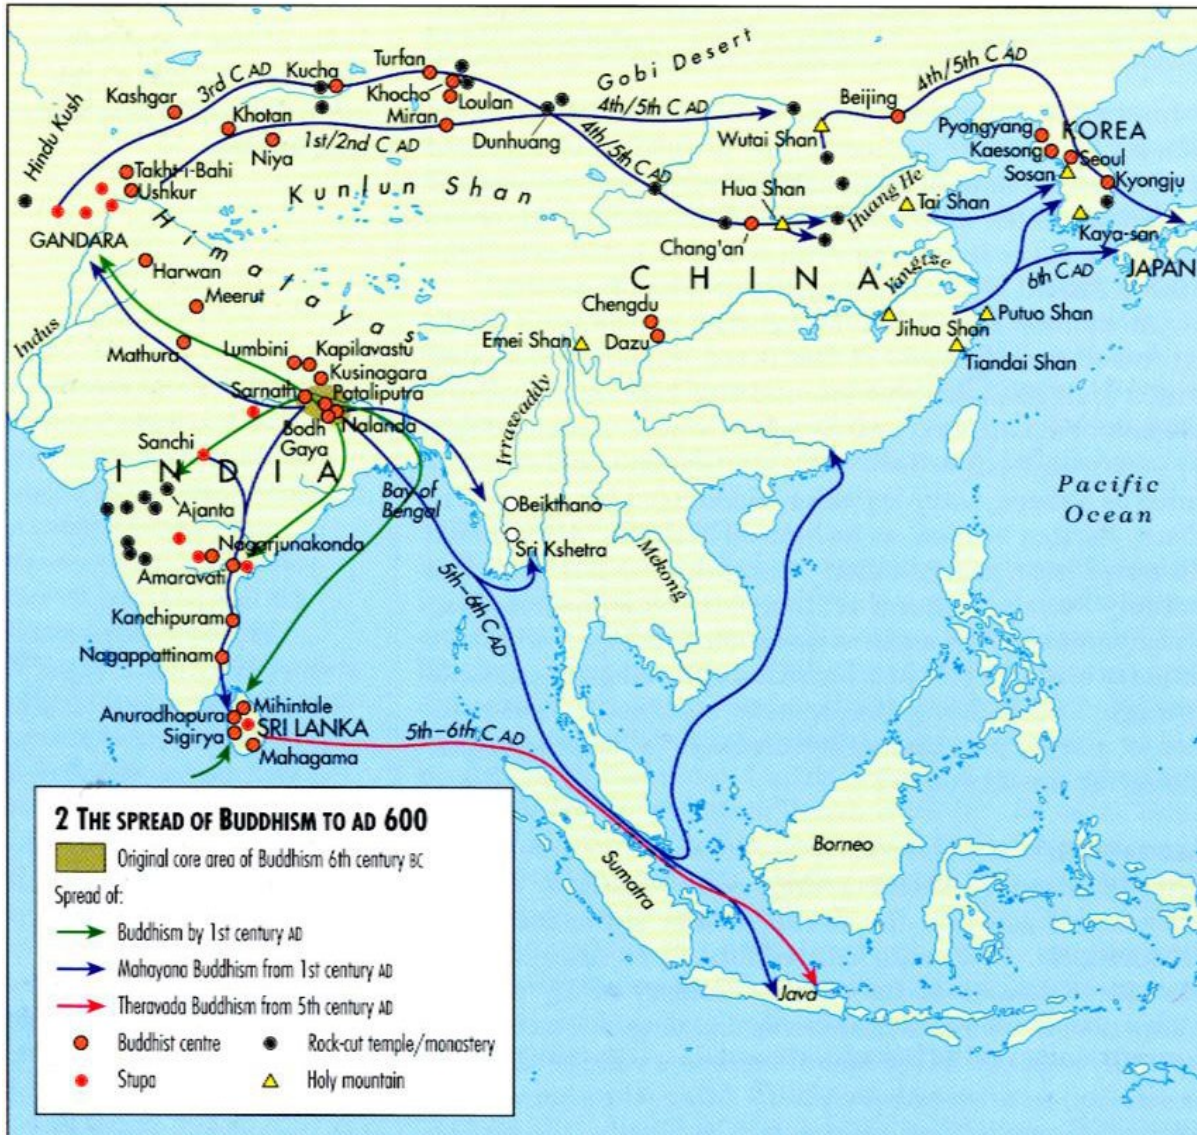 Gobi Desert
Turfan
Kucha
3rd C AD
Khocho
Loulan
Kashgar
Khotan
Miran
4th/5th C AD
4th/5th C AD
Beijing
Hindu Kush
1st/2nd C AD
Niya
Dunhuang
4th/5th C AD
Wutai Shan
Pyongyang
KOREA
Kaesong
Seoul
Sosan
Takht-i-Bahi
Ushkur
Kunlun Shan
Hua Shan
Huang He
Tai Shan
Kyongju
Kaya-san
GANDARA
Himalayas
Harwan
Chang'an
CHINA
Yangtse
6th C AD
JAPAN
Meerut
Indus
Mathura
Chengdu
Dazu
Emei Shan
Jihua Shan
Putuo Shan
Tiandai Shan
Lumbini
Kapilavastu
Kusinagara
Sarnath
Pataliputra
Nalanda
Bodh
Gaya
Irrawaddy
Sanchi
INDIA
Ajanta
Bay of
Bengal
Beikthano
Sri Kshetra
Mekong
Pacific
Ocean
Nagarjunakonda
Amaravati
Kanchipuram
Nagappattinam
5th–6th C AD
Anuradhapura
Mihintale
Sigirya
SRI LANKA
Mahagama
5th–6th C AD
Sumatra
Borneo
Java
2 THE SPREAD OF BUDDHISM TO AD 600
Original core area of Buddhism 6th century BC
Spread of:
Buddhism by 1st century AD
Mahayana Buddhism from 1st century AD
Theravada Buddhism from 5th century AD
Buddhist centre
Rock-cut temple/monastery
Stupa
Holy mountain